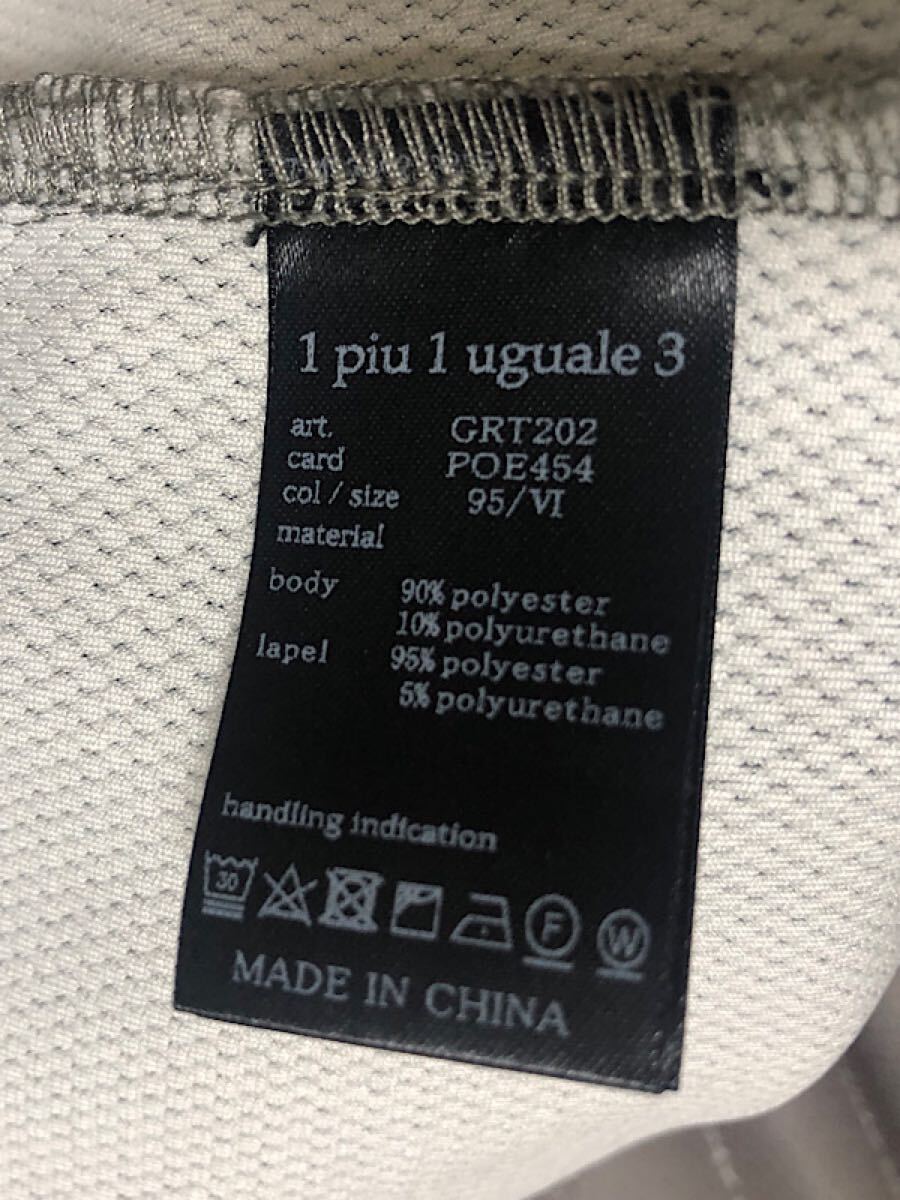 1 piu 1 uguale 3
art. GRT202
card POE454
col / size 95/VI
material
body 90% polyester
10% polyurethane
lapel 95% polyester
5% polyurethane
handling indication
30 F W
MADE IN CHINA